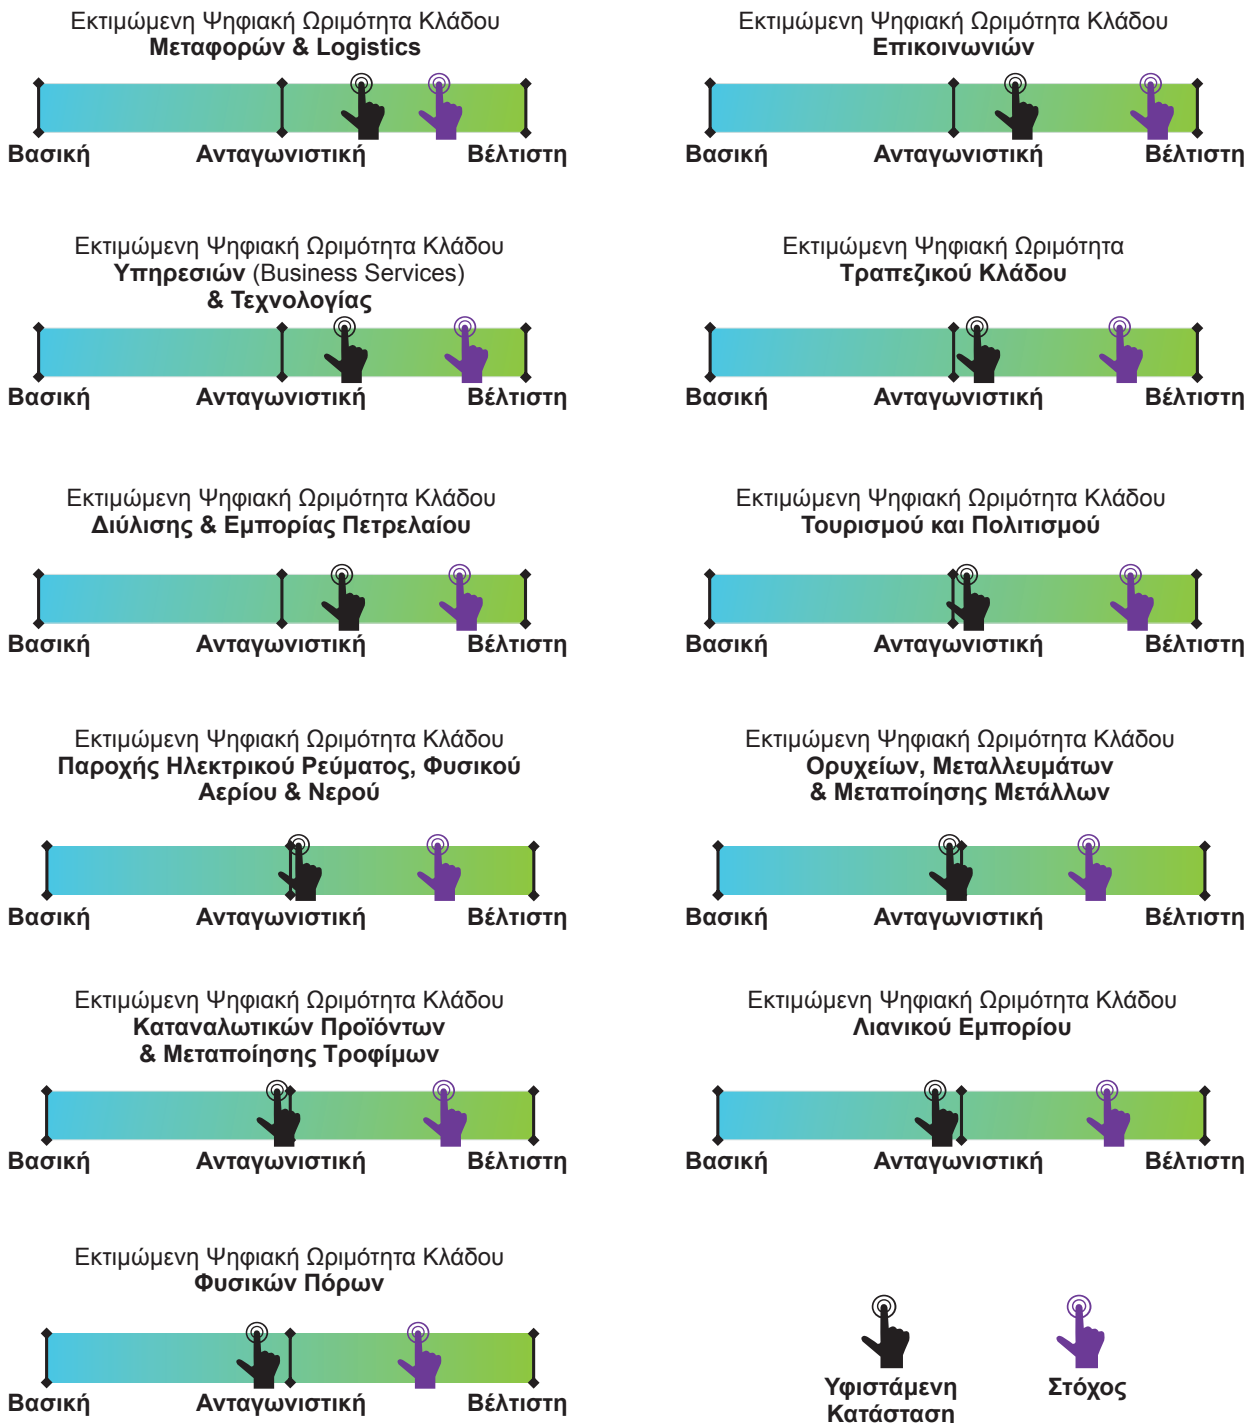 Εκτιμώμενη Ψηφιακή Ωριμότητα Κλάδου
Μεταφορών & Logistics
Βασική Ανταγωνιστική Βέλτιστη
Εκτιμώμενη Ψηφιακή Ωριμότητα Κλάδου
Επικοινωνιών
Βασική Ανταγωνιστική Βέλτιστη
Εκτιμώμενη Ψηφιακή Ωριμότητα Κλάδου
Υπηρεσιών (Business Services)
& Τεχνολογίας
Βασική Ανταγωνιστική Βέλτιστη
Εκτιμώμενη Ψηφιακή Ωριμότητα
Τραπεζικού Κλάδου
Βασική Ανταγωνιστική Βέλτιστη
Εκτιμώμενη Ψηφιακή Ωριμότητα Κλάδου
Διύλισης & Εμπορίας Πετρελαίου
Βασική Ανταγωνιστική Βέλτιστη
Εκτιμώμενη Ψηφιακή Ωριμότητα Κλάδου
Τουρισμού και Πολιτισμού
Βασική Ανταγωνιστική Βέλτιστη
Εκτιμώμενη Ψηφιακή Ωριμότητα Κλάδου
Παροχής Ηλεκτρικού Ρεύματος, Φυσικού
Αερίου & Νερού
Βασική Ανταγωνιστική Βέλτιστη
Εκτιμώμενη Ψηφιακή Ωριμότητα Κλάδου
Ορυχείων, Μεταλλευμάτων
& Μεταποίησης Μετάλλων
Βασική Ανταγωνιστική Βέλτιστη
Εκτιμώμενη Ψηφιακή Ωριμότητα Κλάδου
Καταναλωτικών Προϊόντων
& Μεταποίησης Τροφίμων
Βασική Ανταγωνιστική Βέλτιστη
Εκτιμώμενη Ψηφιακή Ωριμότητα Κλάδου
Λιανικού Εμπορίου
Βασική Ανταγωνιστική Βέλτιστη
Εκτιμώμενη Ψηφιακή Ωριμότητα Κλάδου
Φυσικών Πόρων
Βασική Ανταγωνιστική Βέλτιστη
Υφιστάμενη
Κατάσταση
Στόχος